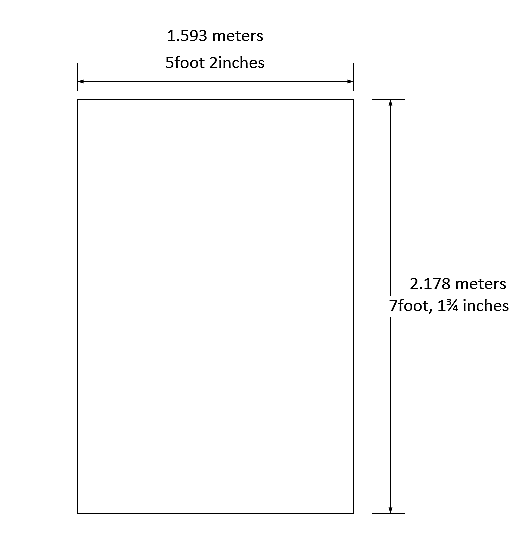 1.593 meters
5foot 2inches
2.178 meters
7foot, 1¾ inches